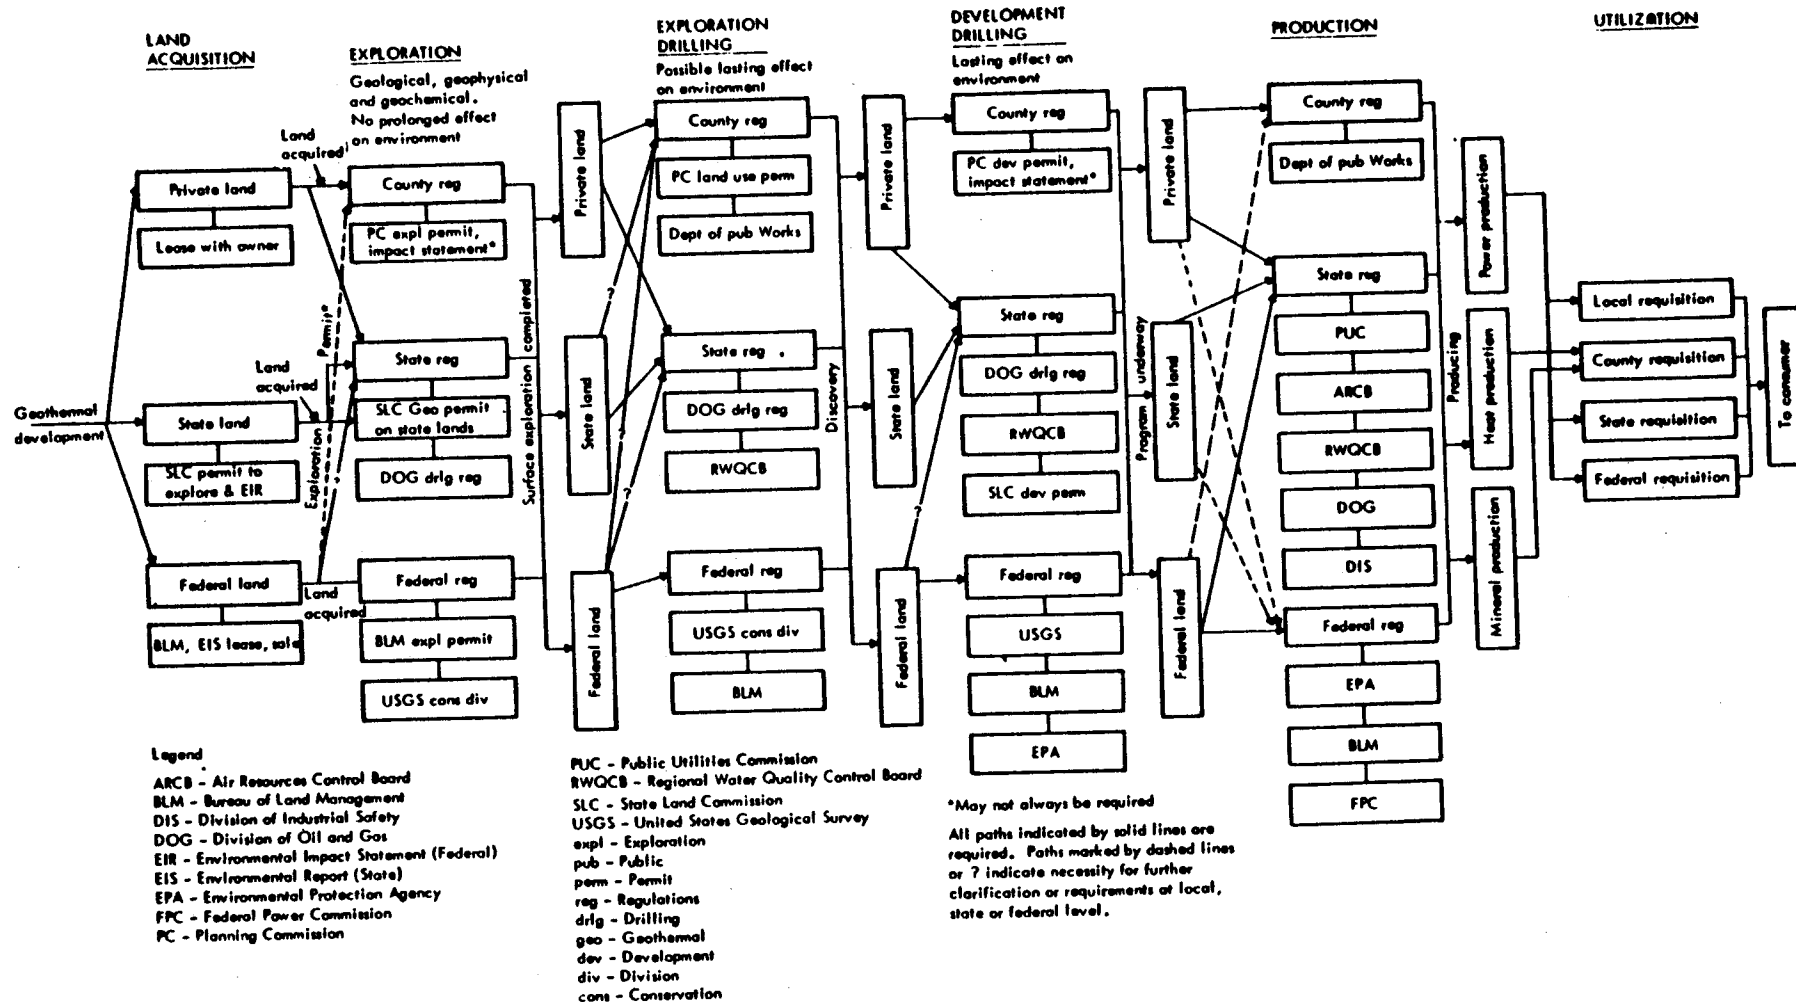 LAND
ACQUISITION
EXPLORATION
Geological, geophysical
and geochemical.
No prolonged effect
on environment
EXPLORATION
DRILLING
Possible lasting effect
on environment
DEVELOPMENT
DRILLING
Lasting effect on
environment
PRODUCTION
UTILIZATION
Geothermal
development
Private land
Lease with owner
State land
SLC permit to
explore & EIR
Federal land
BLM, EIS lease, sale
Land
acquired
Land
acquired
Land
acquired
Exploration
Permit*
?
County reg
PC expl permit,
impact statement*
State reg
SLC Geo permit
on state lands
DOG drlg reg
Federal reg
BLM expl permit
USGS cons div
Surface exploration completed
Private land
State land
Federal land
?
?
?
County reg
PC land use perm
Dept of pub Works
State reg
DOG drlg reg
RWQCB
Federal reg
USGS cons div
BLM
Discovery
Private land
State land
Federal land
?
County reg
PC dev permit,
impact statement*
State reg
DOG drlg reg
RWQCB
SLC dev perm
Federal reg
USGS
BLM
EPA
Program underway
Private land
State land
Federal land
County reg
Dept of pub Works
State reg
PUC
ARCB
RWQCB
DOG
DIS
Federal reg
EPA
BLM
FPC
Producing
Power production
Heat production
Mineral production
Local requisition
County requisition
State requisition
Federal requisition
To consumer
Legend
ARCB - Air Resources Control Board
BLM - Bureau of Land Management
DIS - Division of Industrial Safety
DOG - Division of Oil and Gas
EIR - Environmental Impact Statement (Federal)
EIS - Environmental Report (State)
EPA - Environmental Protection Agency
FPC - Federal Power Commission
PC - Planning Commission
PUC - Public Utilities Commission
RWQCB - Regional Water Quality Control Board
SLC - State Land Commission
USGS - United States Geological Survey
expl - Exploration
pub - Public
perm - Permit
reg - Regulations
drlg - Drilling
geo - Geothermal
dev - Development
div - Division
cons - Conservation
*May not always be required
All paths indicated by solid lines are
required. Paths marked by dashed lines
or ? indicate necessity for further
clarification or requirements at local,
state or federal level.